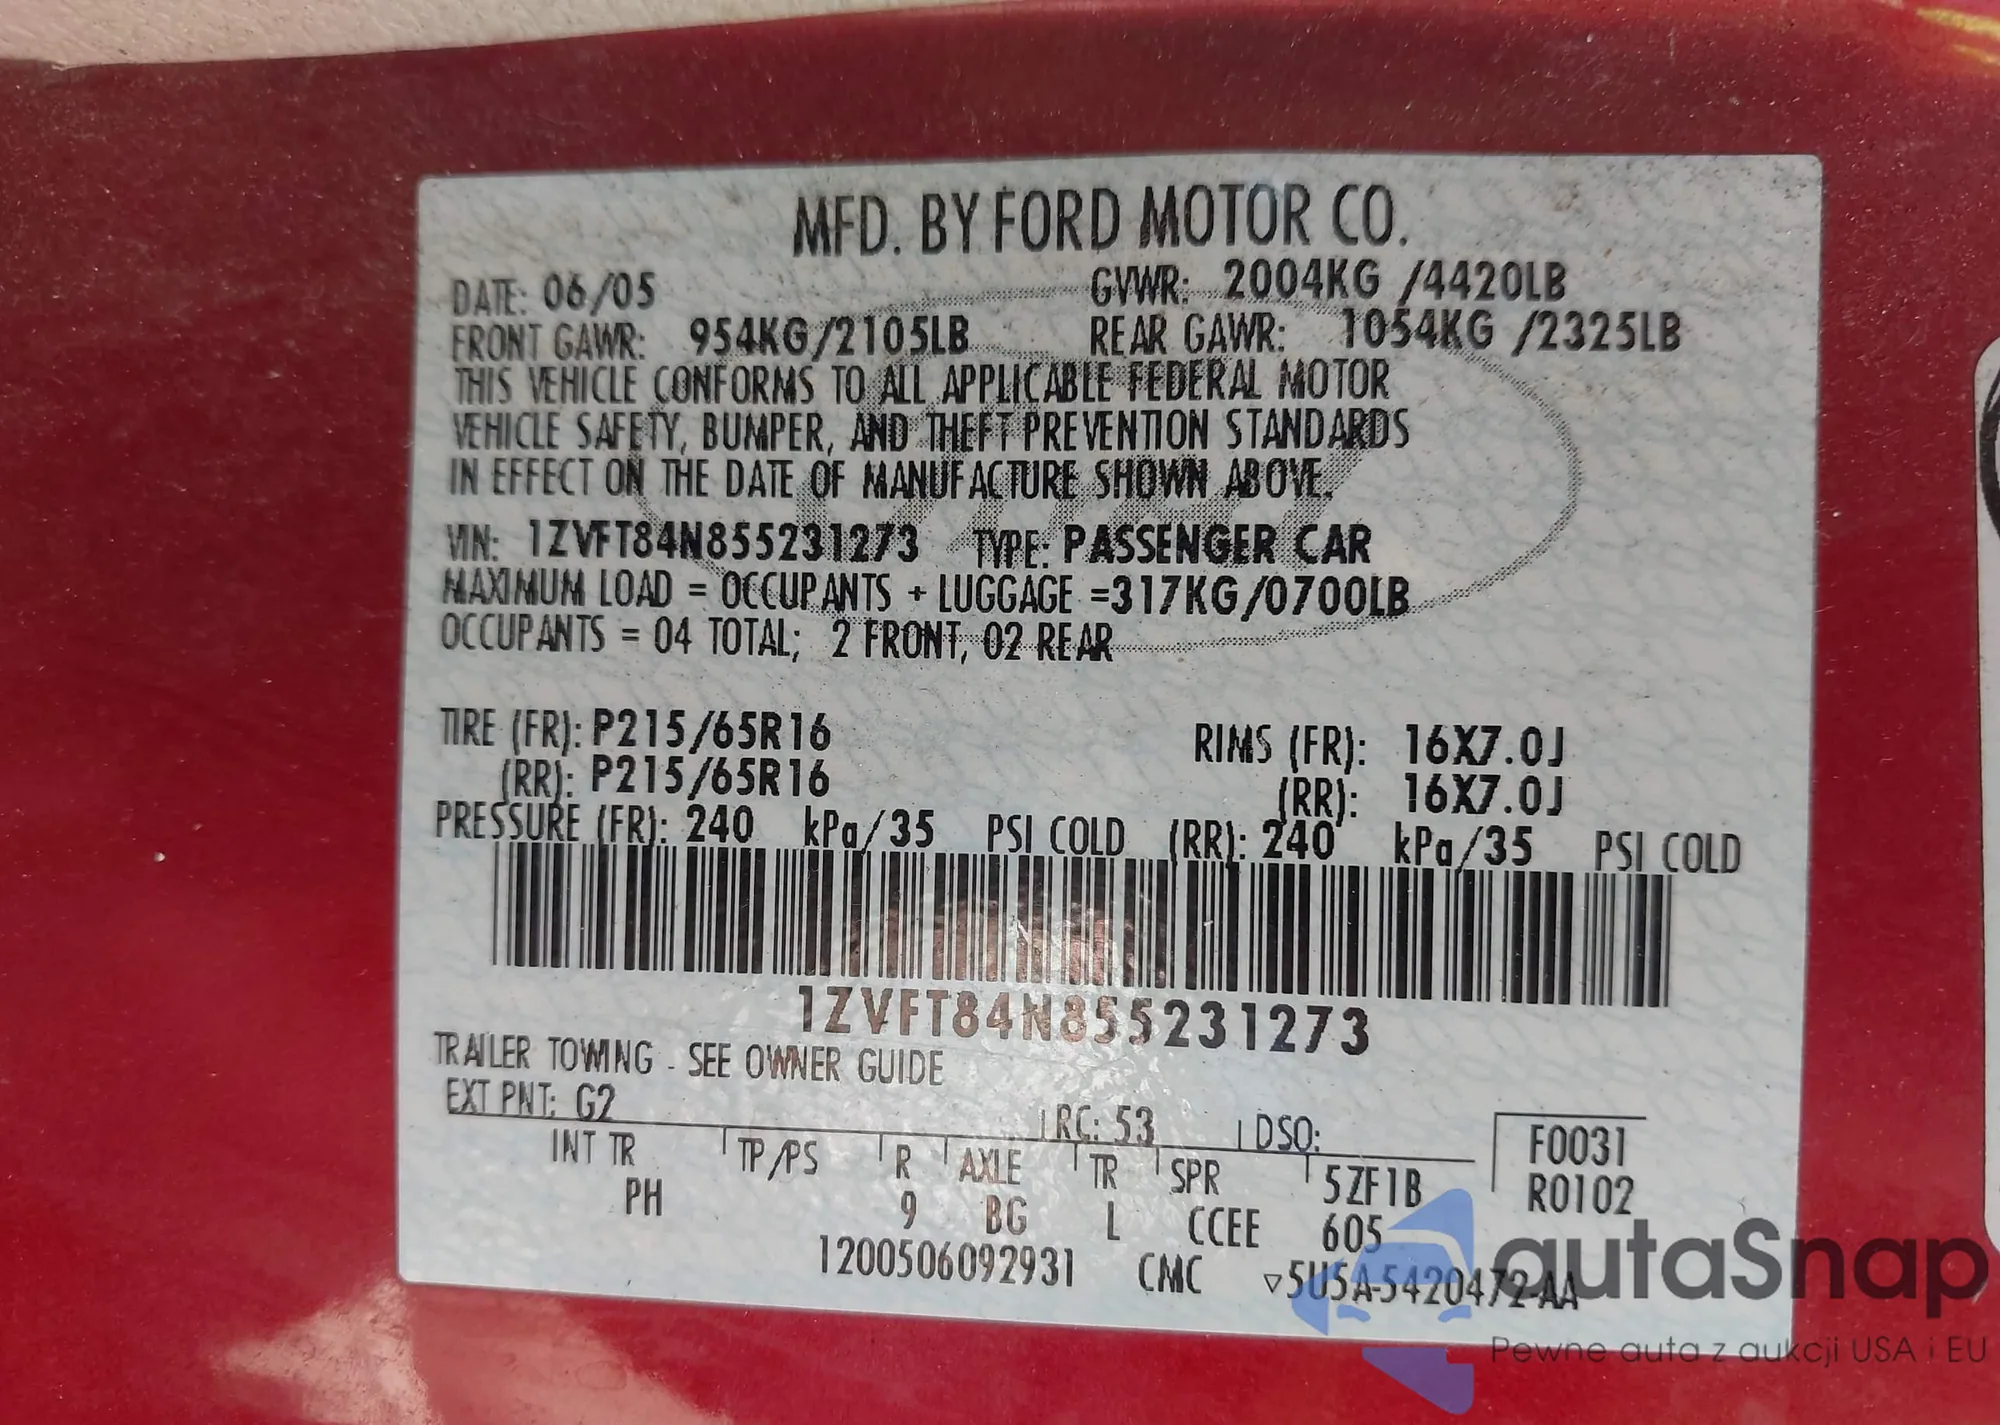 MFD. BY FORD MOTOR CO.
DATE: 06/05 GVWR: 2004KG /4420LB
FRONT GAWR: 954KG/2105LB REAR GAWR: 1054KG /2325LB
THIS VEHICLE CONFORMS TO ALL APPLICABLE FEDERAL MOTOR
VEHICLE SAFETY, BUMPER, AND THEFT PREVENTION STANDARDS
IN EFFECT ON THE DATE OF MANUFACTURE SHOWN ABOVE.
VIN: 1ZVFT84N855231273 TYPE: PASSENGER CAR
MAXIMUM LOAD = OCCUPANTS + LUGGAGE =317KG/0700LB
OCCUPANTS = 04 TOTAL; 2 FRONT, 02 REAR
TIRE (FR): P215/65R16 RIMS (FR): 16X7.0J
(RR): P215/65R16 (RR): 16X7.0J
PRESSURE (FR): 240 kPa/35 PSI COLD (RR): 240 kPa/35 PSI COLD
1ZVFT84N855231273
TRAILER TOWING - SEE OWNER GUIDE
EXT PNT: G2 RC: 53 DSO: F0031
INT TR TP/PS R AXLE TR SPR 5ZF1B R0102
PH 9 BG L CCEE 605
1200506092931 CMC ▽5U5A-5420472-AA
autaSnap
Pewne auta z aukcji USA i EU